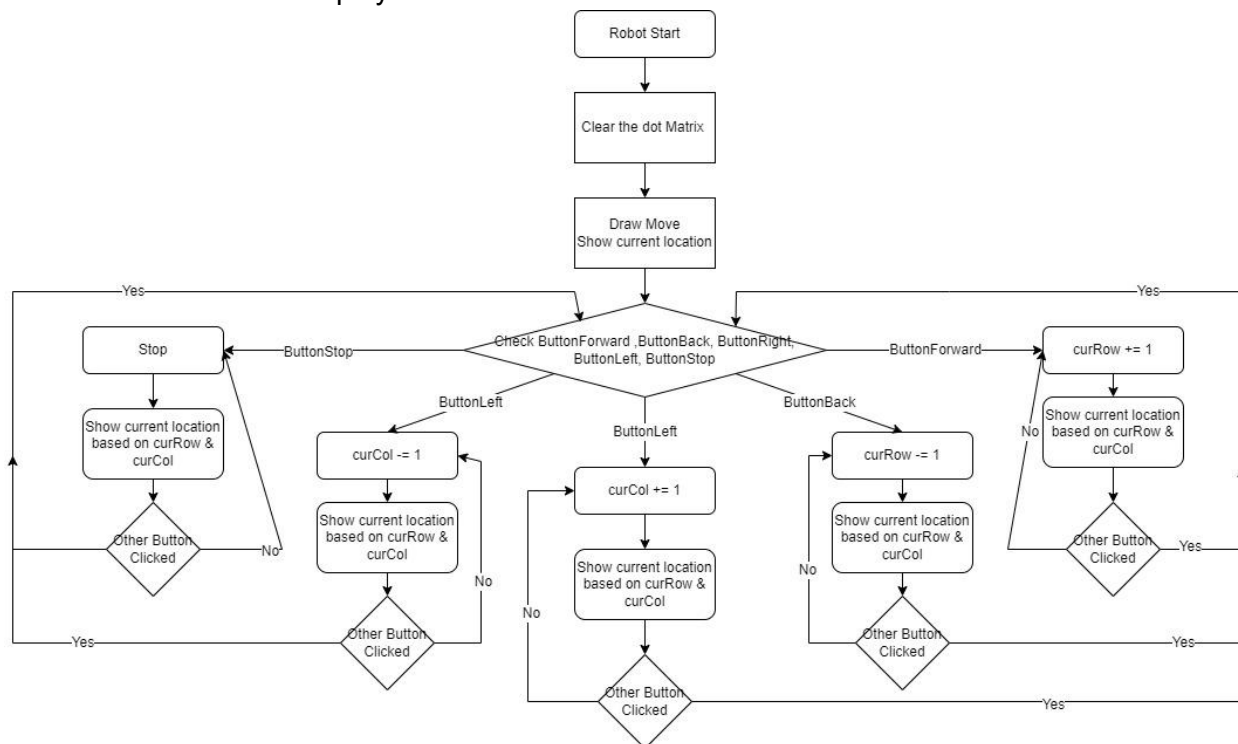 Robot Start
Clear the dot Matrix
Draw Move
Show current location
Yes
Yes
Check ButtonForward ,ButtonBack, ButtonRight,
ButtonLeft, ButtonStop
ButtonStop
Stop
Show current location
based on curRow &
curCol
Other Button
Clicked
No
ButtonLeft
curCol -= 1
Show current location
based on curRow &
curCol
Other Button
Clicked
No
Yes
ButtonLeft
curCol += 1
Show current location
based on curRow &
curCol
Other Button
Clicked
No
Yes
ButtonBack
curRow -= 1
Show current location
based on curRow &
curCol
Other Button
Clicked
No
Yes
ButtonForward
curRow += 1
Show current location
based on curRow &
curCol
Other Button
Clicked
No
Yes